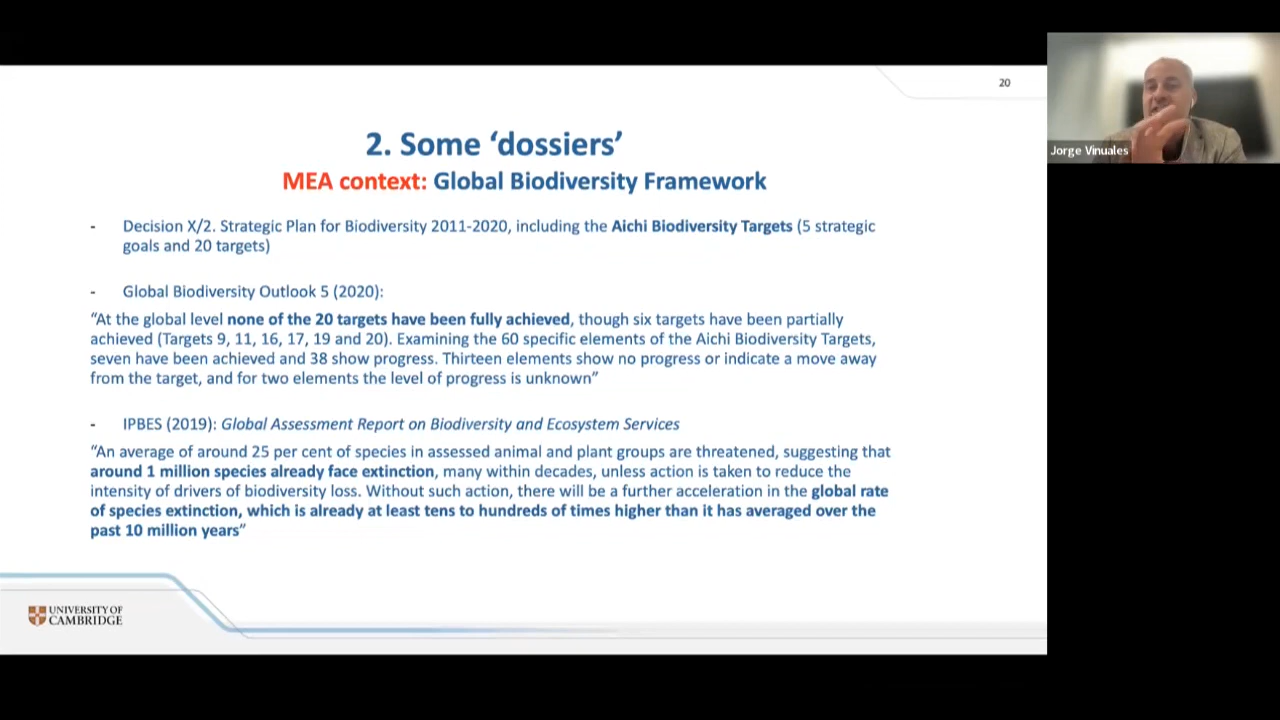 20
2. Some ‘dossiers’
MEA context: Global Biodiversity Framework
- Decision X/2. Strategic Plan for Biodiversity 2011-2020, including the Aichi Biodiversity Targets (5 strategic
goals and 20 targets)
- Global Biodiversity Outlook 5 (2020):
“At the global level none of the 20 targets have been fully achieved, though six targets have been partially
achieved (Targets 9, 11, 16, 17, 19 and 20). Examining the 60 specific elements of the Aichi Biodiversity Targets,
seven have been achieved and 38 show progress. Thirteen elements show no progress or indicate a move away
from the target, and for two elements the level of progress is unknown”
- IPBES (2019): Global Assessment Report on Biodiversity and Ecosystem Services
“An average of around 25 per cent of species in assessed animal and plant groups are threatened, suggesting that
around 1 million species already face extinction, many within decades, unless action is taken to reduce the
intensity of drivers of biodiversity loss. Without such action, there will be a further acceleration in the global rate
of species extinction, which is already at least tens to hundreds of times higher than it has averaged over the
past 10 million years”
UNIVERSITY OF
CAMBRIDGE
Jorge Vinuales